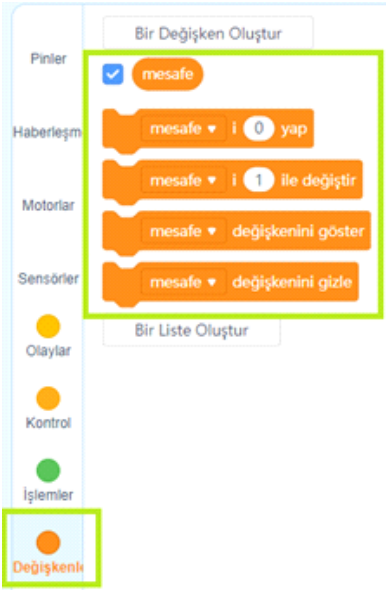 Bir Değişken Oluştur
Pinler
mesafe
Haberleşm
mesafe i 0 yap
mesafe i 1 ile değiştir
Motorlar
mesafe değişkenini göster
Sensörler
mesafe değişkenini gizle
Bir Liste Oluştur
Olaylar
Kontrol
İşlemler
Değişkenle